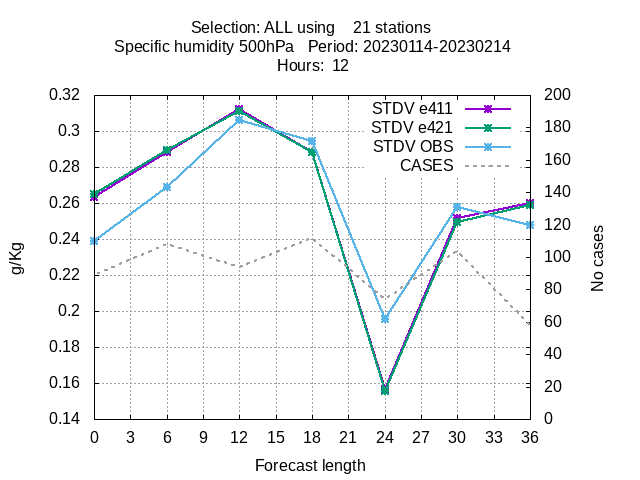 Selection: ALL using    21 stations
Specific humidity 500hPa   Period: 20230114-20230214
Hours:  12
STDV e411
STDV e421
STDV OBS
CASES
g/Kg
0.32
0.3
0.28
0.26
0.24
0.22
0.2
0.18
0.16
0.14
200
180
160
140
120
100
80
60
40
20
0
No cases
0 3 6 9 12 15 18 21 24 27 30 33 36
Forecast length